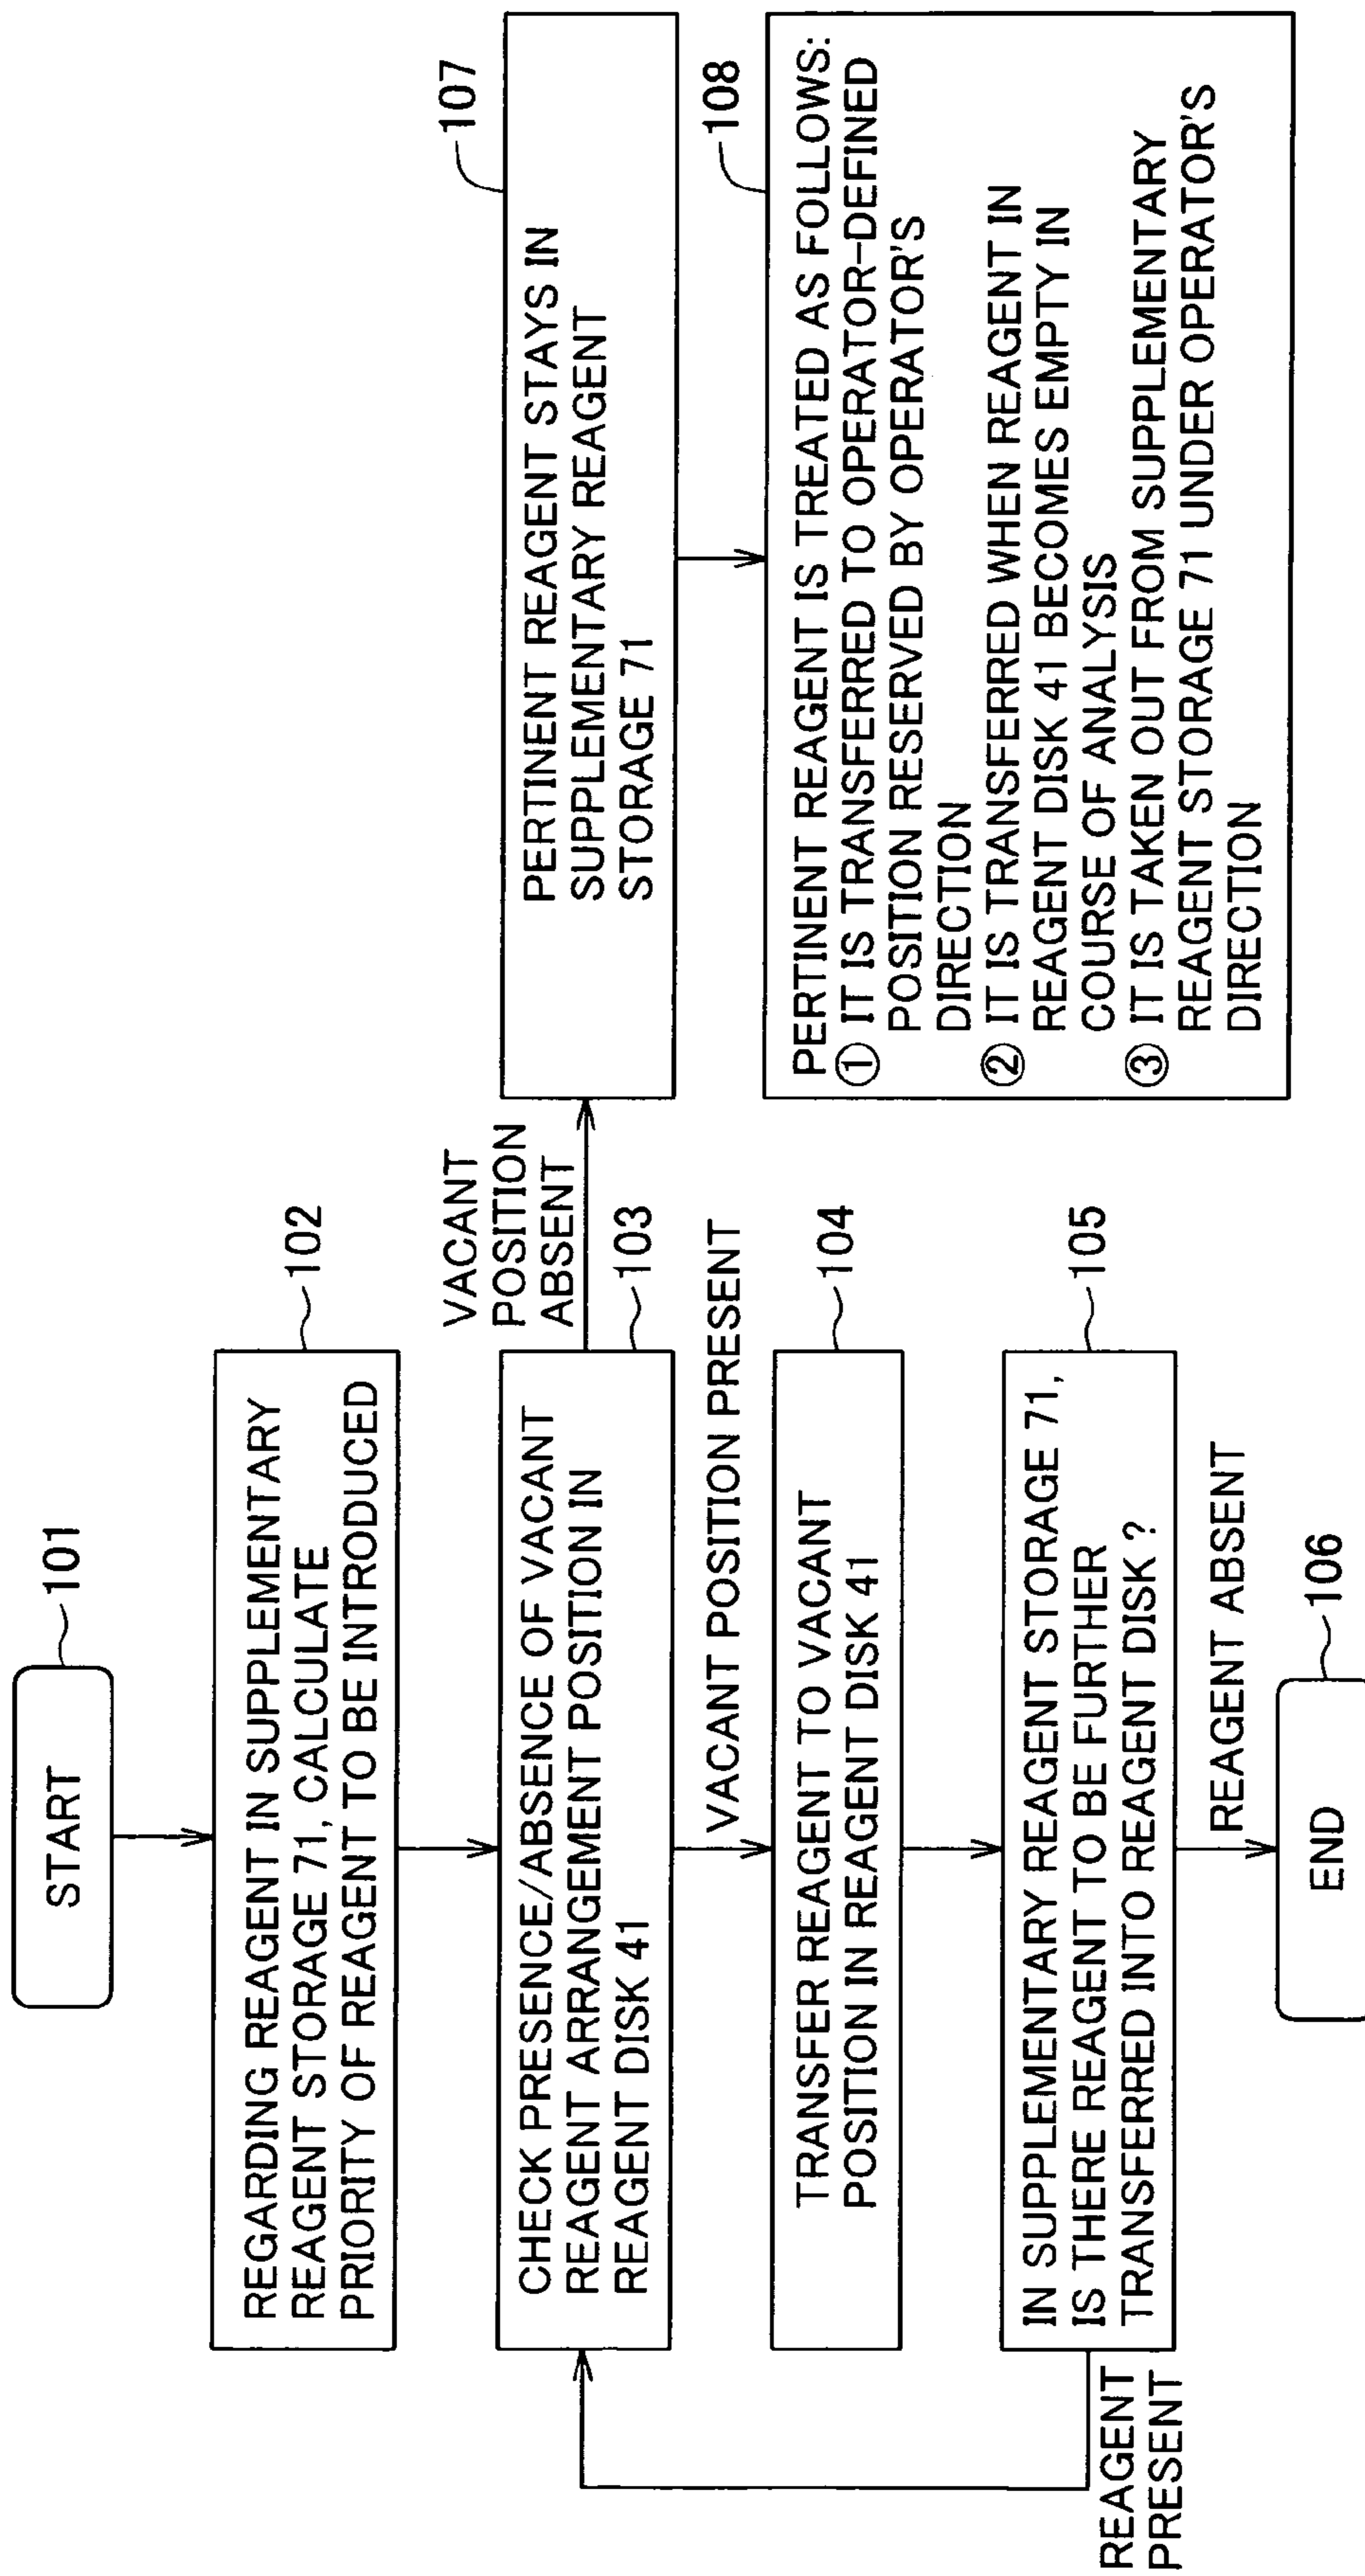 START
101
REGARDING REAGENT IN SUPPLEMENTARY
REAGENT STORAGE 71, CALCULATE
PRIORITY OF REAGENT TO BE INTRODUCED
102
CHECK PRESENCE/ABSENCE OF VACANT
REAGENT ARRANGEMENT POSITION IN
REAGENT DISK 41
103
VACANT
POSITION
ABSENT
VACANT POSITION PRESENT
TRANSFER REAGENT TO VACANT
POSITION IN REAGENT DISK 41
104
IN SUPPLEMENTARY REAGENT STORAGE 71,
IS THERE REAGENT TO BE FURTHER
TRANSFERRED INTO REAGENT DISK ?
105
REAGENT
PRESENT
REAGENT ABSENT
END
106
PERTINENT REAGENT STAYS IN
SUPPLEMENTARY REAGENT
STORAGE 71
107
PERTINENT REAGENT IS TREATED AS FOLLOWS:
① IT IS TRANSFERRED TO OPERATOR-DEFINED
POSITION RESERVED BY OPERATOR'S
DIRECTION
② IT IS TRANSFERRED WHEN REAGENT IN
REAGENT DISK 41 BECOMES EMPTY IN
COURSE OF ANALYSIS
③ IT IS TAKEN OUT FROM SUPPLEMENTARY
REAGENT STORAGE 71 UNDER OPERATOR'S
DIRECTION
108